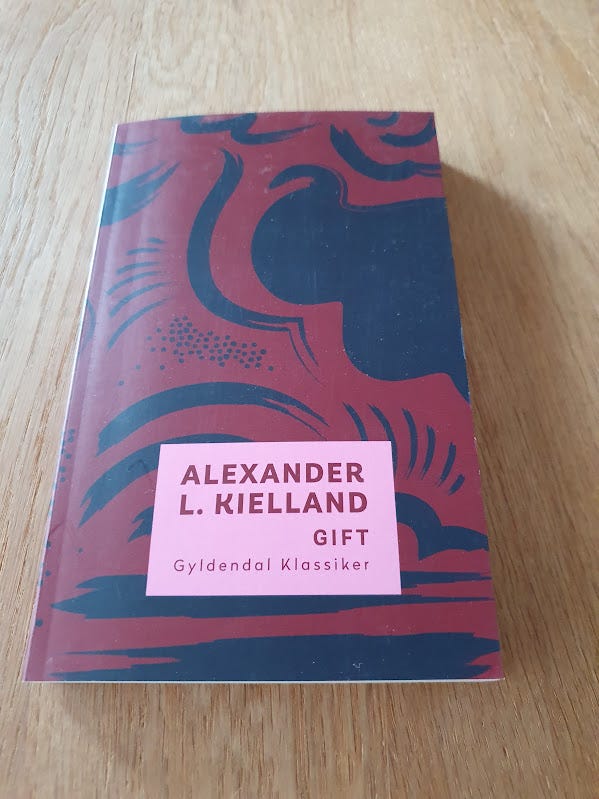 ALEXANDER
L. KIELLAND
GIFT
Gyldendal Klassiker